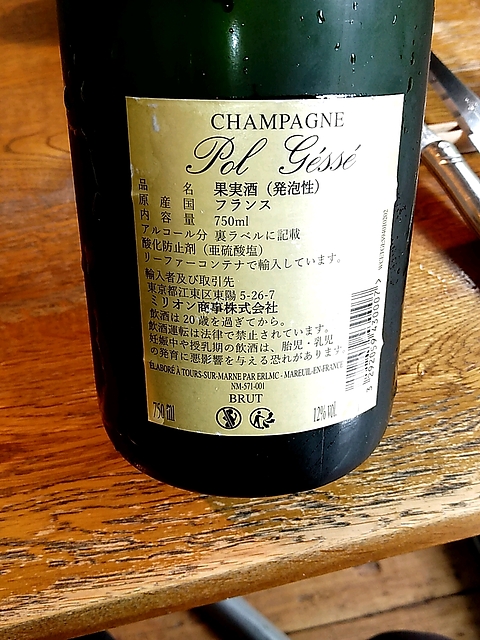 CHAMPAGNE
Pol Géssé
品 名 果実酒（発泡性）
原 産 国 フランス
内 容 量 750ml
アルコール分 裏ラベルに記載
酸化防止剤（亜硫酸塩）
リーファーコンテナで輸入しています。
輸入者及び取引先
東京都江東区東陽 5-26-7
ミリオン商事株式会社
飲酒は20歳を過ぎてから。
飲酒運転は法律で禁止されています。
妊娠中や授乳期の飲酒は、胎児・乳児
の発育に悪影響を与える恐れがあります。
ÉLABORÉ À TOURS-SUR-MARNE PAR ERLMC - MAREUIL-EN-FRANCE
NM-571-001
BRUT
750 ml
12% vol.